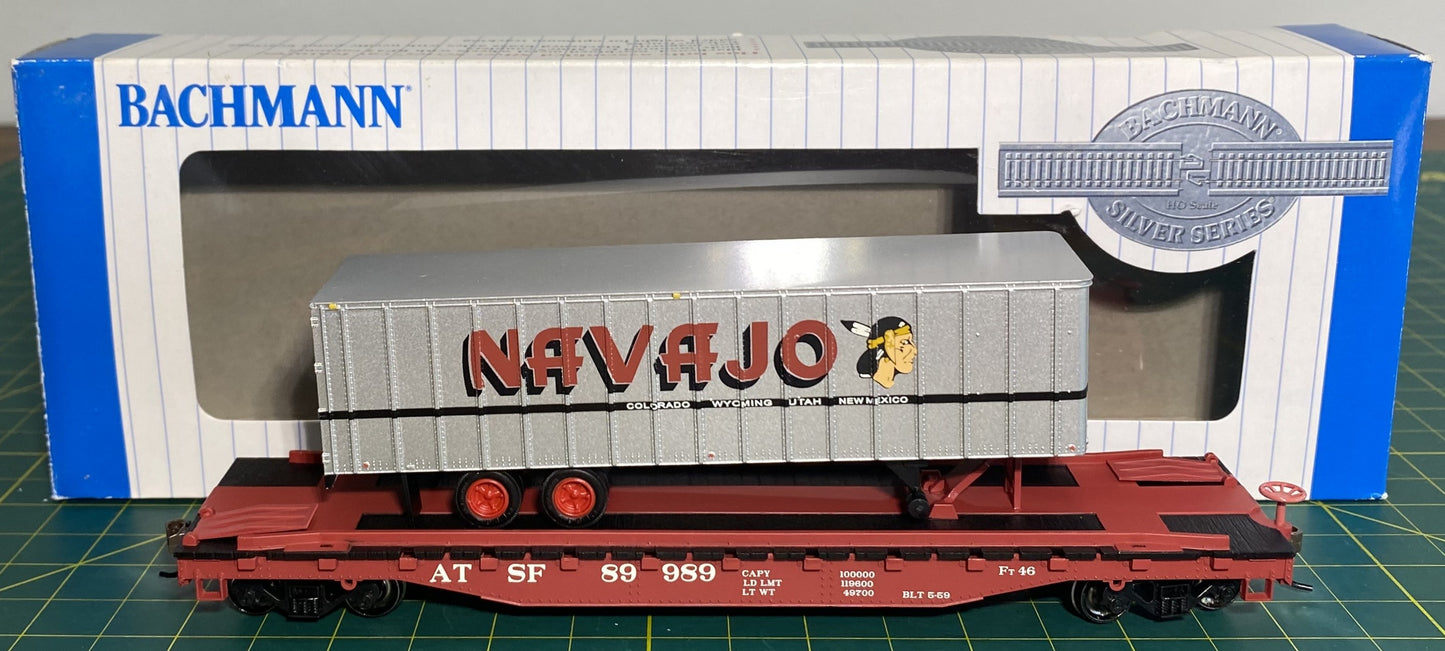 BACHMANN®
BACHMANN®
HO Scale
SILVER SERIES®
NAVAJO
COLORADO WYOMING UTAH NEW MEXICO
AT SF 89 989
CAPY 100000
LD LMT 119600
LT WT 49700 BLT 5-59
FT 46